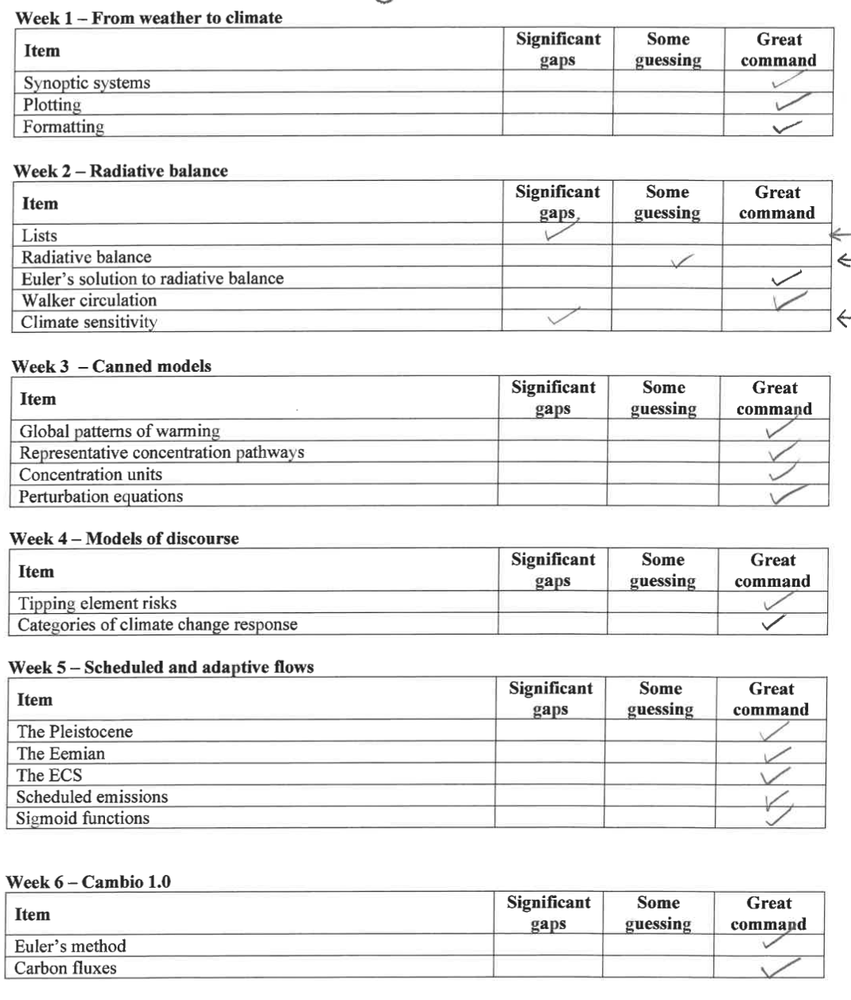 Week 1 – From weather to climate
Item Significant gaps Some guessing Great command
Synoptic systems ✓
Plotting ✓
Formatting ✓
Week 2 – Radiative balance
Item Significant gaps Some guessing Great command
Lists ✓ ←
Radiative balance ✓ ←
Euler's solution to radiative balance ✓
Walker circulation ✓
Climate sensitivity ✓ ←
Week 3 – Canned models
Item Significant gaps Some guessing Great command
Global patterns of warming ✓
Representative concentration pathways ✓
Concentration units ✓
Perturbation equations ✓
Week 4 – Models of discourse
Item Significant gaps Some guessing Great command
Tipping element risks ✓
Categories of climate change response ✓
Week 5 – Scheduled and adaptive flows
Item Significant gaps Some guessing Great command
The Pleistocene ✓
The Eemian ✓
The ECS ✓
Scheduled emissions ✓
Sigmoid functions ✓
Week 6 – Cambio 1.0
Item Significant gaps Some guessing Great command
Euler's method ✓
Carbon fluxes ✓